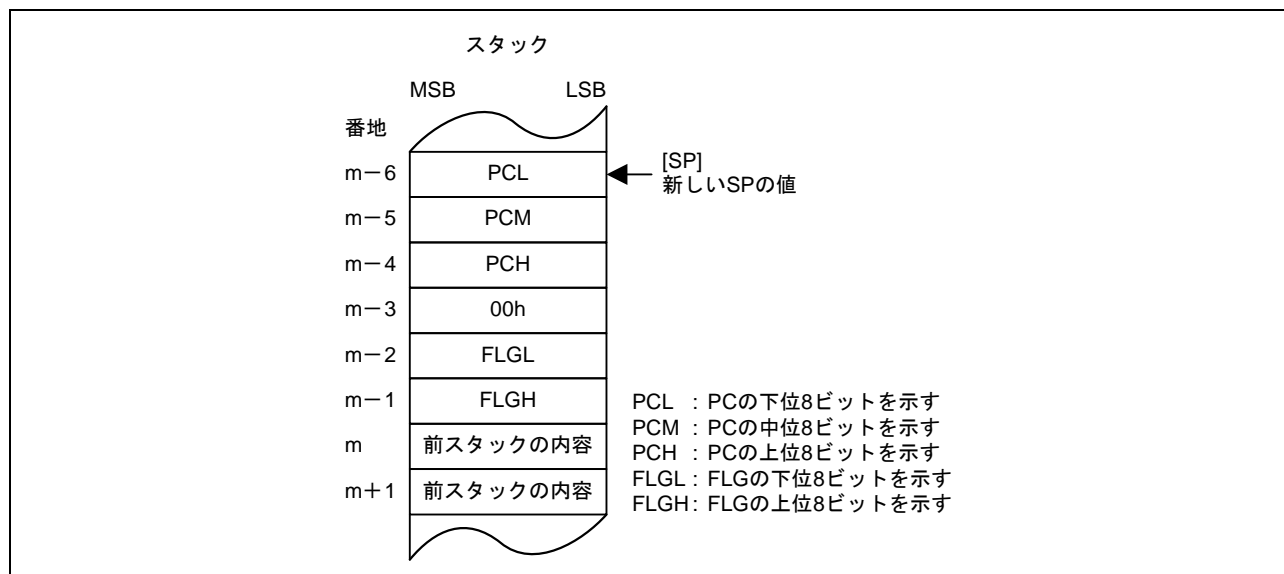 スタック
MSB LSB
番地
m－6 PCL [SP]
新しいSPの値
m－5 PCM
m－4 PCH
m－3 00h
m－2 FLGL
m－1 FLGH
m 前スタックの内容
m＋1 前スタックの内容
PCL : PCの下位8ビットを示す
PCM : PCの中位8ビットを示す
PCH : PCの上位8ビットを示す
FLGL : FLGの下位8ビットを示す
FLGH : FLGの上位8ビットを示す